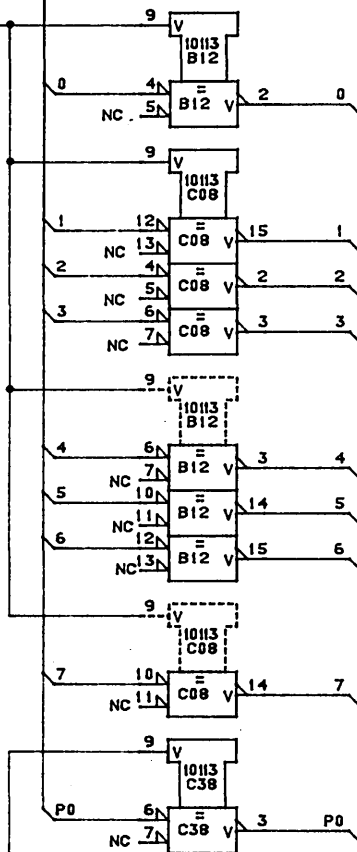 9 V
10113
B12
=
0 4 B12 V 2 0
NC 5
9 V
10113
C08
=
1 12 C08 V 15 1
NC 13
=
2 4 C08 V 2 2
NC 5
=
3 6 C08 V 3 3
NC 7
9 V
10113
B12
=
4 6 B12 V 3 4
NC 7
=
5 10 B12 V 14 5
NC 11
=
6 12 B12 V 15 6
NC 13
9 V
10113
C08
=
7 10 C08 V 14 7
NC 11
9 V
10113
C38
=
P0 6 C38 V 3 P0
NC 7